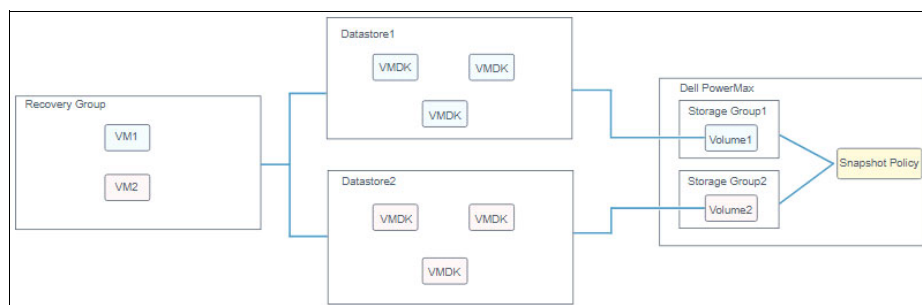 Recovery Group
VM1
VM2
Datastore1
VMDK
VMDK
VMDK
Datastore2
VMDK
VMDK
VMDK
Dell PowerMax
Storage Group1
Volume1
Storage Group2
Volume2
Snapshot Policy